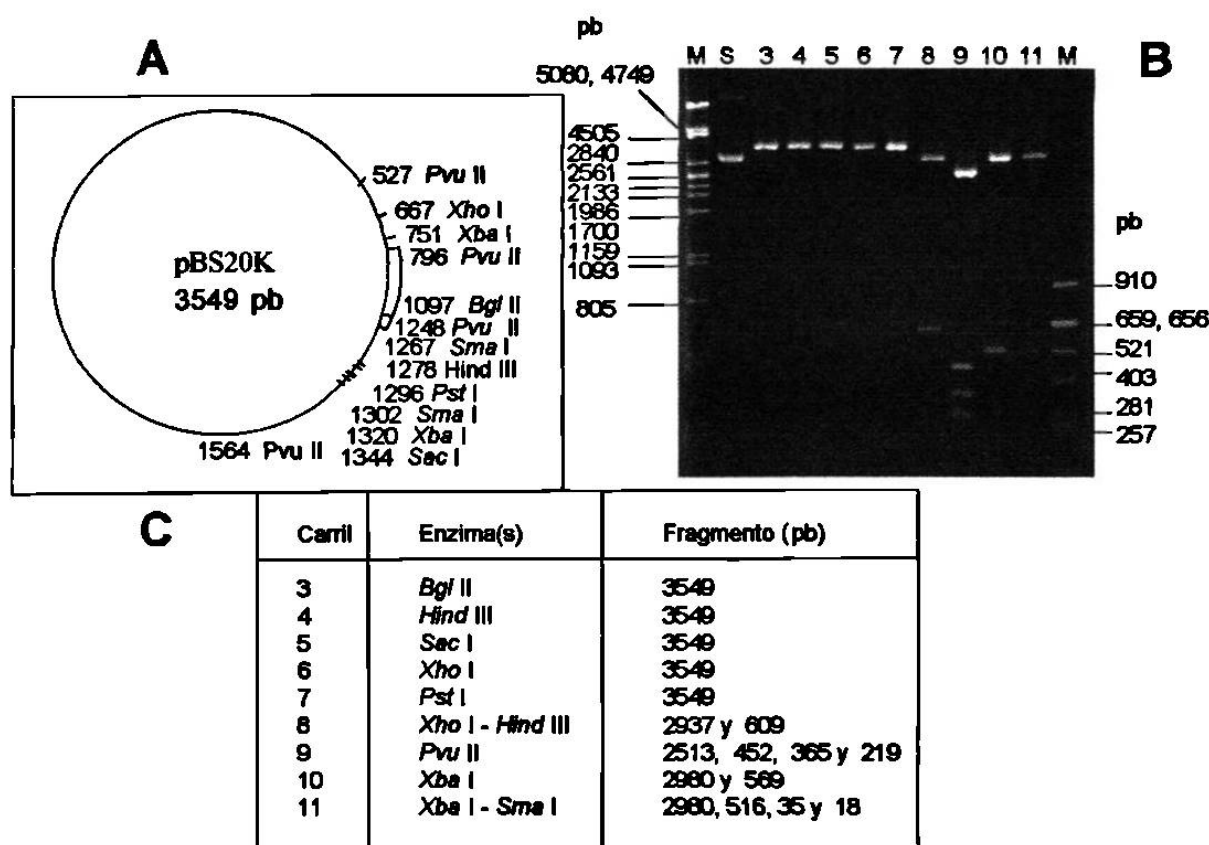 A
527 Pvu II
667 Xho I
751 Xba I
796 Pvu II
pBS20K
3549 pb
1097 Bgl II
1248 Pvu II
1267 Sma I
1278 Hind III
1296 Pst I
1302 Sma I
1320 Xba I
1344 Sac I
1564 Pvu II
B
pb
M S 3 4 5 6 7 8 9 10 11 M
5080, 4749
4505
2840
2561
2133
1986
1700
1159
1093
805
pb
910
659, 656
521
403
281
257
C
Carril Enzima(s) Fragmento (pb)
3 Bgl II 3549
4 Hind III 3549
5 Sac I 3549
6 Xho I 3549
7 Pst I 3549
8 Xho I - Hind III 2937 y 609
9 Pvu II 2513, 452, 365 y 219
10 Xba I 2980 y 569
11 Xba I - Sma I 2980, 516, 35 y 18